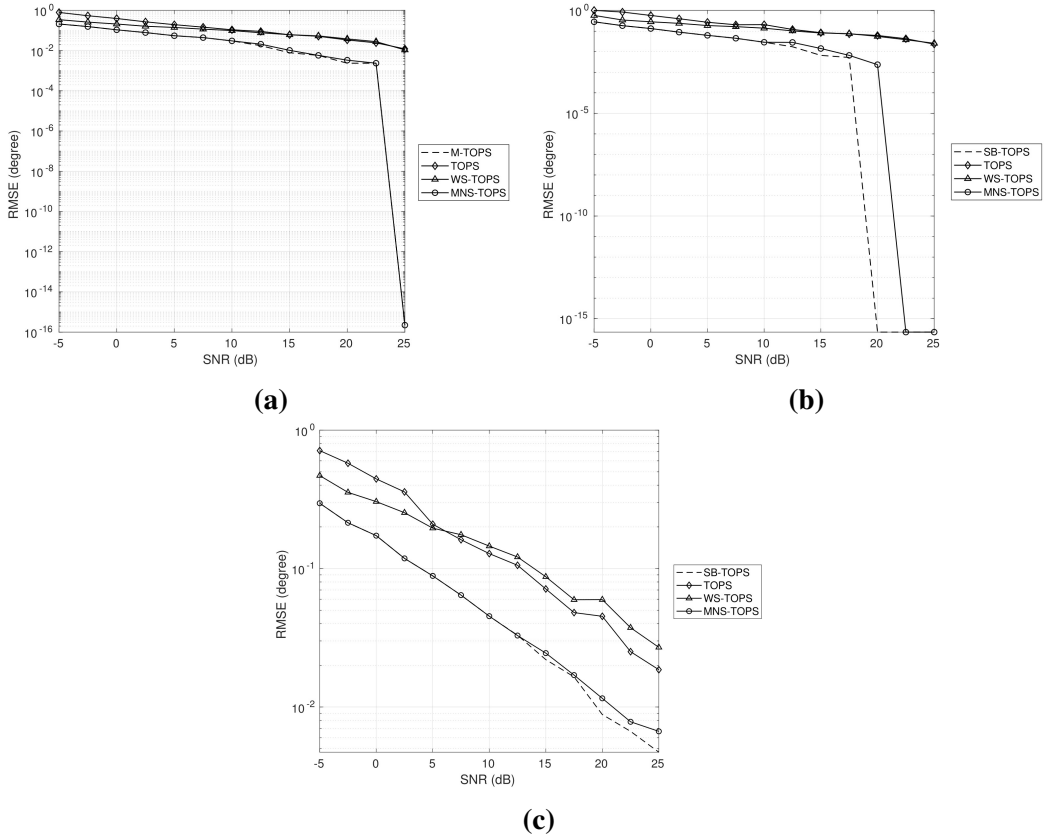 10^0
10^-2
10^-4
10^-6
10^-8
10^-10
10^-12
10^-14
10^-16
RMSE (degree)
-5 0 5 10 15 20 25
SNR (dB)
M-TOPS
TOPS
WS-TOPS
MNS-TOPS
(a)
10^0
10^-5
10^-10
10^-15
RMSE (degree)
-5 0 5 10 15 20 25
SNR (dB)
SB-TOPS
TOPS
WS-TOPS
MNS-TOPS
(b)
10^0
10^-1
10^-2
RMSE (degree)
-5 0 5 10 15 20 25
SNR (dB)
SB-TOPS
TOPS
WS-TOPS
MNS-TOPS
(c)